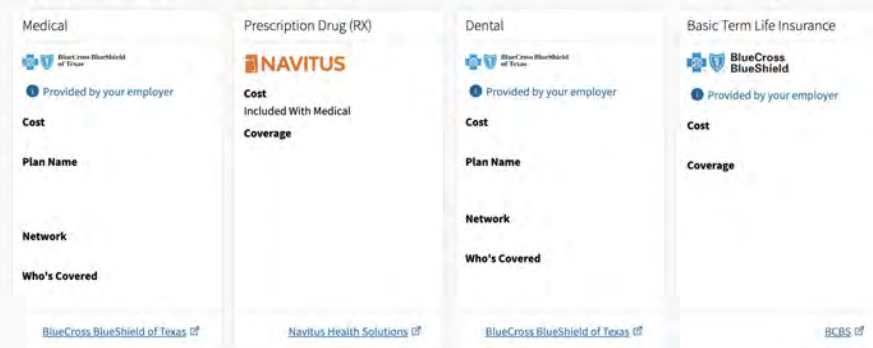 Medical
BlueCross BlueShield
of Texas
Provided by your employer
Cost
Plan Name
Network
Who's Covered
BlueCross BlueShield of Texas
Prescription Drug (RX)
NAVITUS
Cost
Included With Medical
Coverage
Navitus Health Solutions
Dental
BlueCross BlueShield
of Texas
Provided by your employer
Cost
Plan Name
Network
Who's Covered
BlueCross BlueShield of Texas
Basic Term Life Insurance
BlueCross
BlueShield
Provided by your employer
Cost
Coverage
BCBS